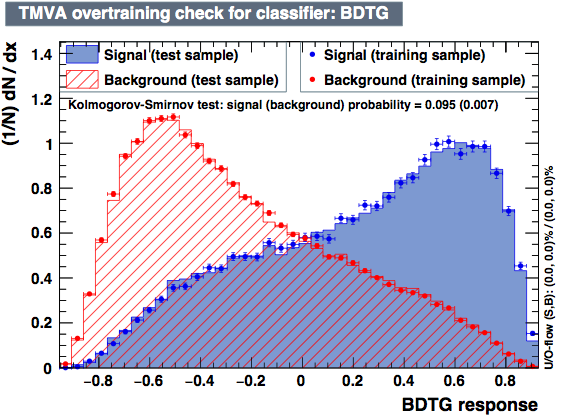 TMVA overtraining check for classifier: BDTG
(1/N) dN / dx
1.4
1.2
1
0.8
0.6
0.4
0.2
0
Signal (test sample)
Background (test sample)
Signal (training sample)
Background (training sample)
Kolmogorov-Smirnov test: signal (background) probability = 0.095 (0.007)
−0.8 −0.6 −0.4 −0.2 0 0.2 0.4 0.6 0.8
BDTG response
U/O-flow (S,B): (0.0, 0.0)% / (0.0, 0.0)%